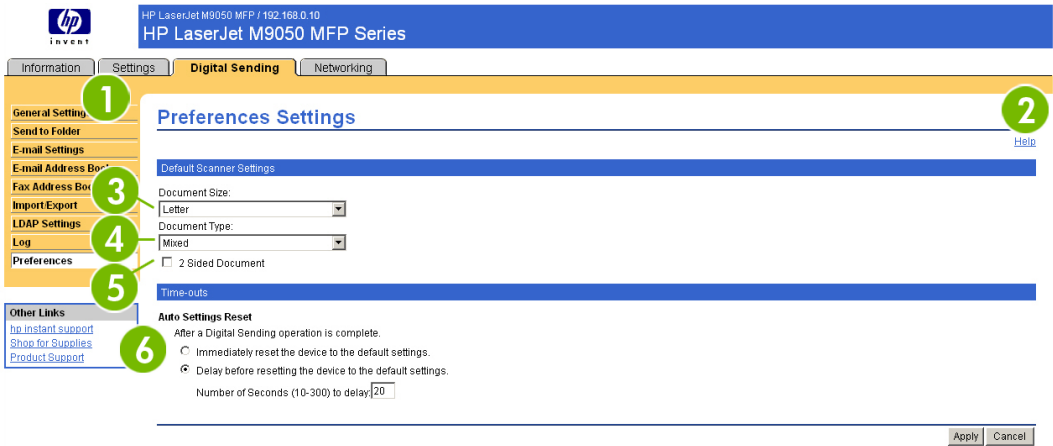 hp
invent
HP LaserJet M9050 MFP / 192.168.0.10
HP LaserJet M9050 MFP Series
Information
Settings
Digital Sending
Networking
1
2
General Setting
Send to Folder
E-mail Settings
E-mail Address Boo
Fax Address Boo
Import/Export
LDAP Settings
Log
Preferences
Other Links
hp instant support
Shop for Supplies
Product Support
Preferences Settings
Help
Default Scanner Settings
3
Document Size:
Letter
4
Document Type:
Mixed
5
2 Sided Document
Time-outs
Auto Settings Reset
6
After a Digital Sending operation is complete.
Immediately reset the device to the default settings.
Delay before resetting the device to the default settings.
Number of Seconds (10-300) to delay: 20
Apply
Cancel